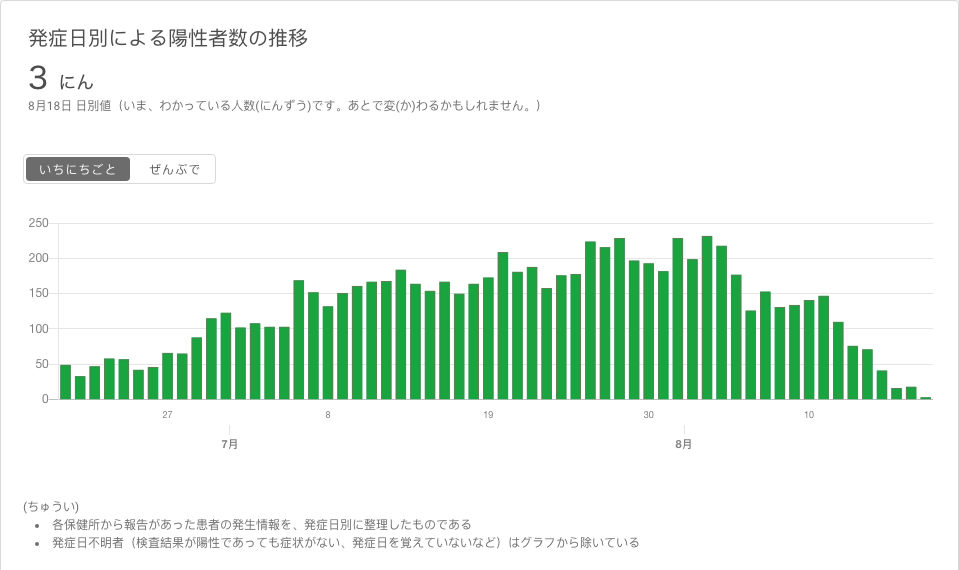 発症日別による陽性者数の推移
3 にん
8月18日 日別値（いま、わかっている人数(にんずう)です。あとで変(か)わるかもしれません。）
いちにちごと ぜんぶで
250
200
150
100
50
0
27 8 19 30 10
7月 8月
(ちゅうい)
• 各保健所から報告があった患者の発生情報を、発症日別に整理したものである
• 発症日不明者（検査結果が陽性であっても症状がない、発症日を覚えていないなど）はグラフから除いている